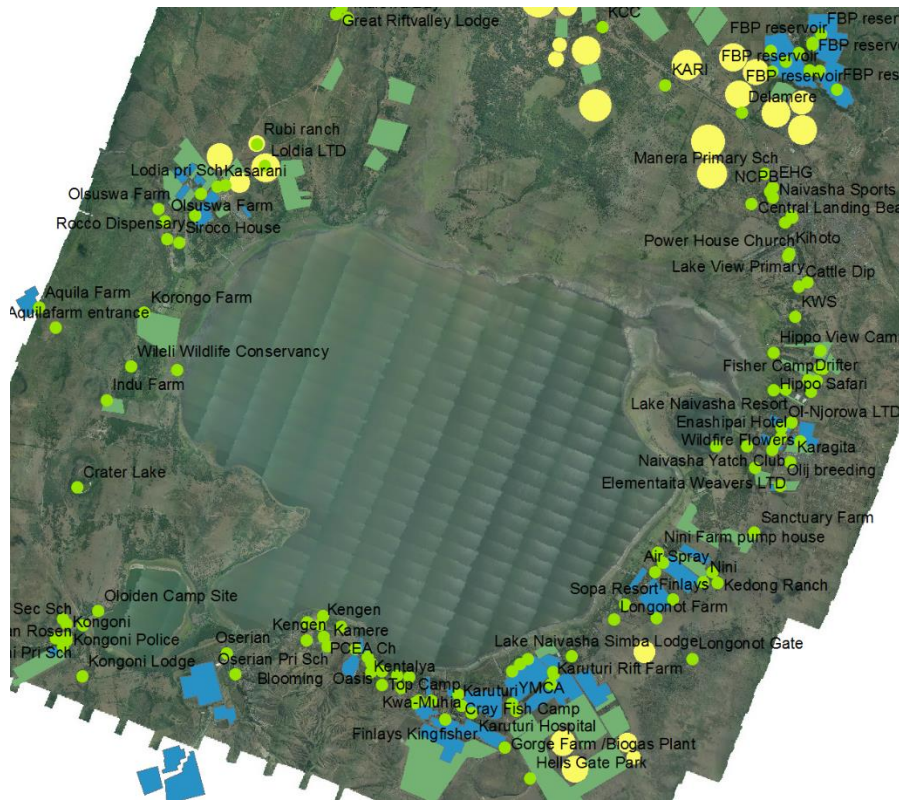 Great Riftvalley Lodge
KCC
FBP reservoir
FBP reser
FBP reserv
FBP reservoir
FBP reservoir
FBP res
KARI
Delamere
Rubi ranch
Loldia LTD
Lodia pri Sch
Kasarani
Manera Primary Sch
NCPB
EHG
Olsuswa Farm
Olsuswa Farm
Naivasha Sports
Central Landing Bea
Rocco Dispensary
Siroco House
Power House Church
Kihoto
Lake View Primary
Cattle Dip
Aquila Farm
Korongo Farm
KWS
Aquilafarm entrance
Hippo View Cam
Wileli Wildlife Conservancy
Fisher Camp
Drifter
Indu Farm
Hippo Safari
Lake Naivasha Resort
Ol-Njorowa LTD
Enashipai Hotel
Wildfire Flowers
Karagita
Naivasha Yatch Club
Olij breeding
Crater Lake
Elementaita Weavers LTD
Sanctuary Farm
Nini Farm pump house
Air Spray
Nini
Sopa Resort
Finlays
Kedong Ranch
Oloiden Camp Site
Longonot Farm
Sec Sch
Kongoni
Kengen
Kengen
Kamere
an Rosen
Kongoni Police
Oserian
PCEA Ch
Lake Naivasha Simba Lodge
Longonot Gate
ni Pri Sch
Kongoni Lodge
Oserian Pri Sch
Blooming
Oasis
Kentalya
Karuturi Rift Farm
Top Camp
Karuturi
YMCA
Kwa-Muhia
Cray Fish Camp
Finlays Kingfisher
Karuturi Hospital
Gorge Farm /Biogas Plant
Hells Gate Park